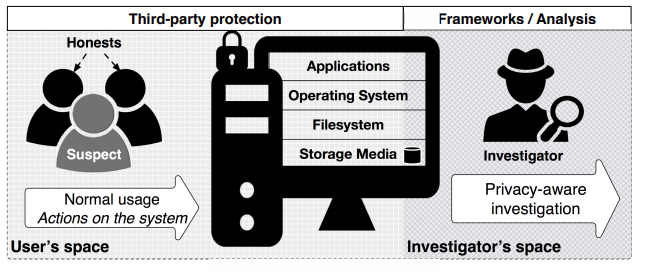 Third-party protection
Frameworks / Analysis
Honests
Suspect
Applications
Operating System
Filesystem
Storage Media
Investigator
Normal usage
Actions on the system
Privacy-aware
investigation
User's space
Investigator's space